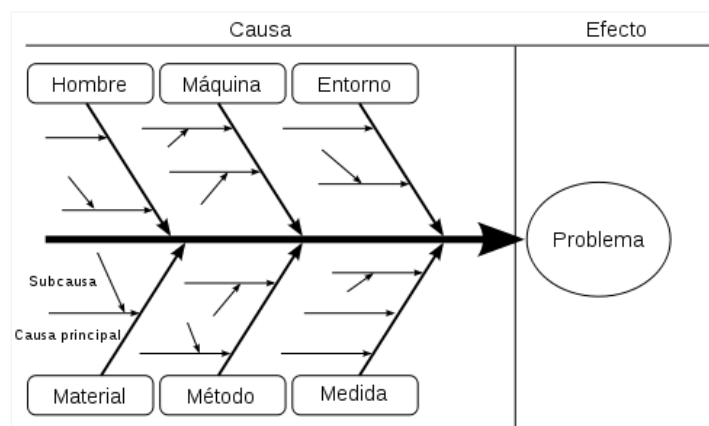 Causa
Efecto
Hombre
Máquina
Entorno
Problema
Subcausa
Causa principal
Material
Método
Medida